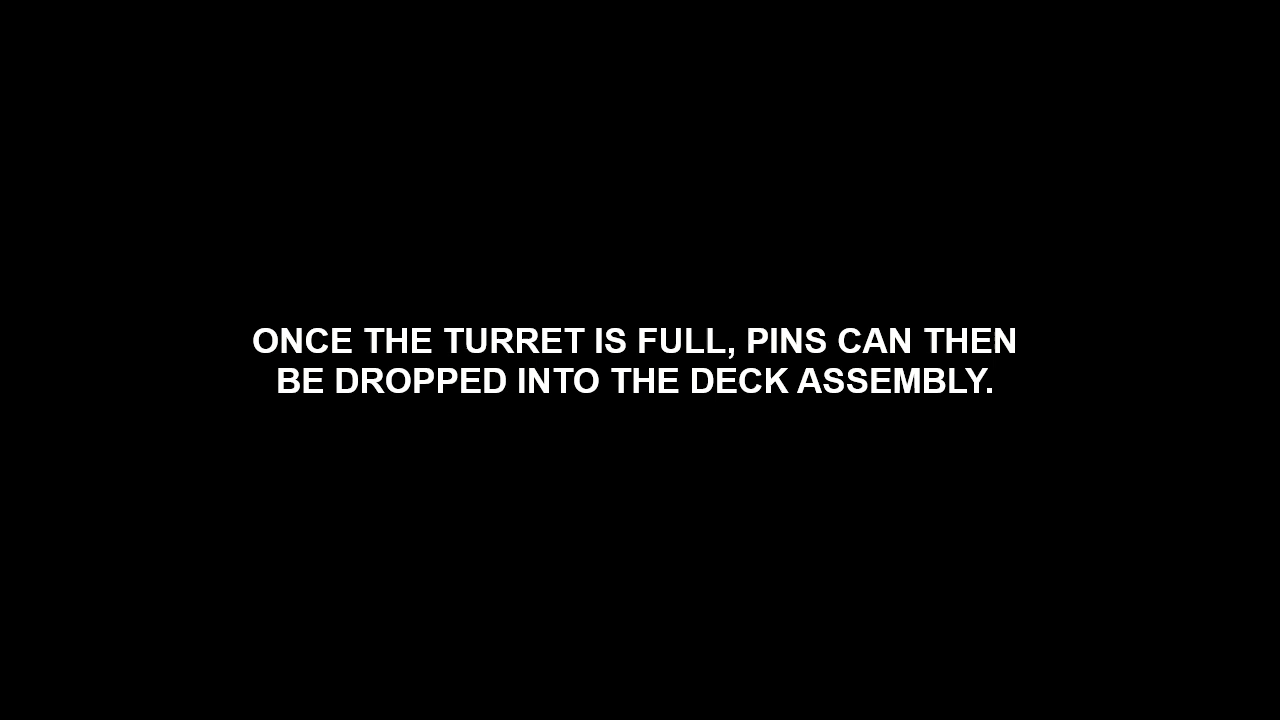 ONCE THE TURRET IS FULL, PINS CAN THEN
BE DROPPED INTO THE DECK ASSEMBLY.